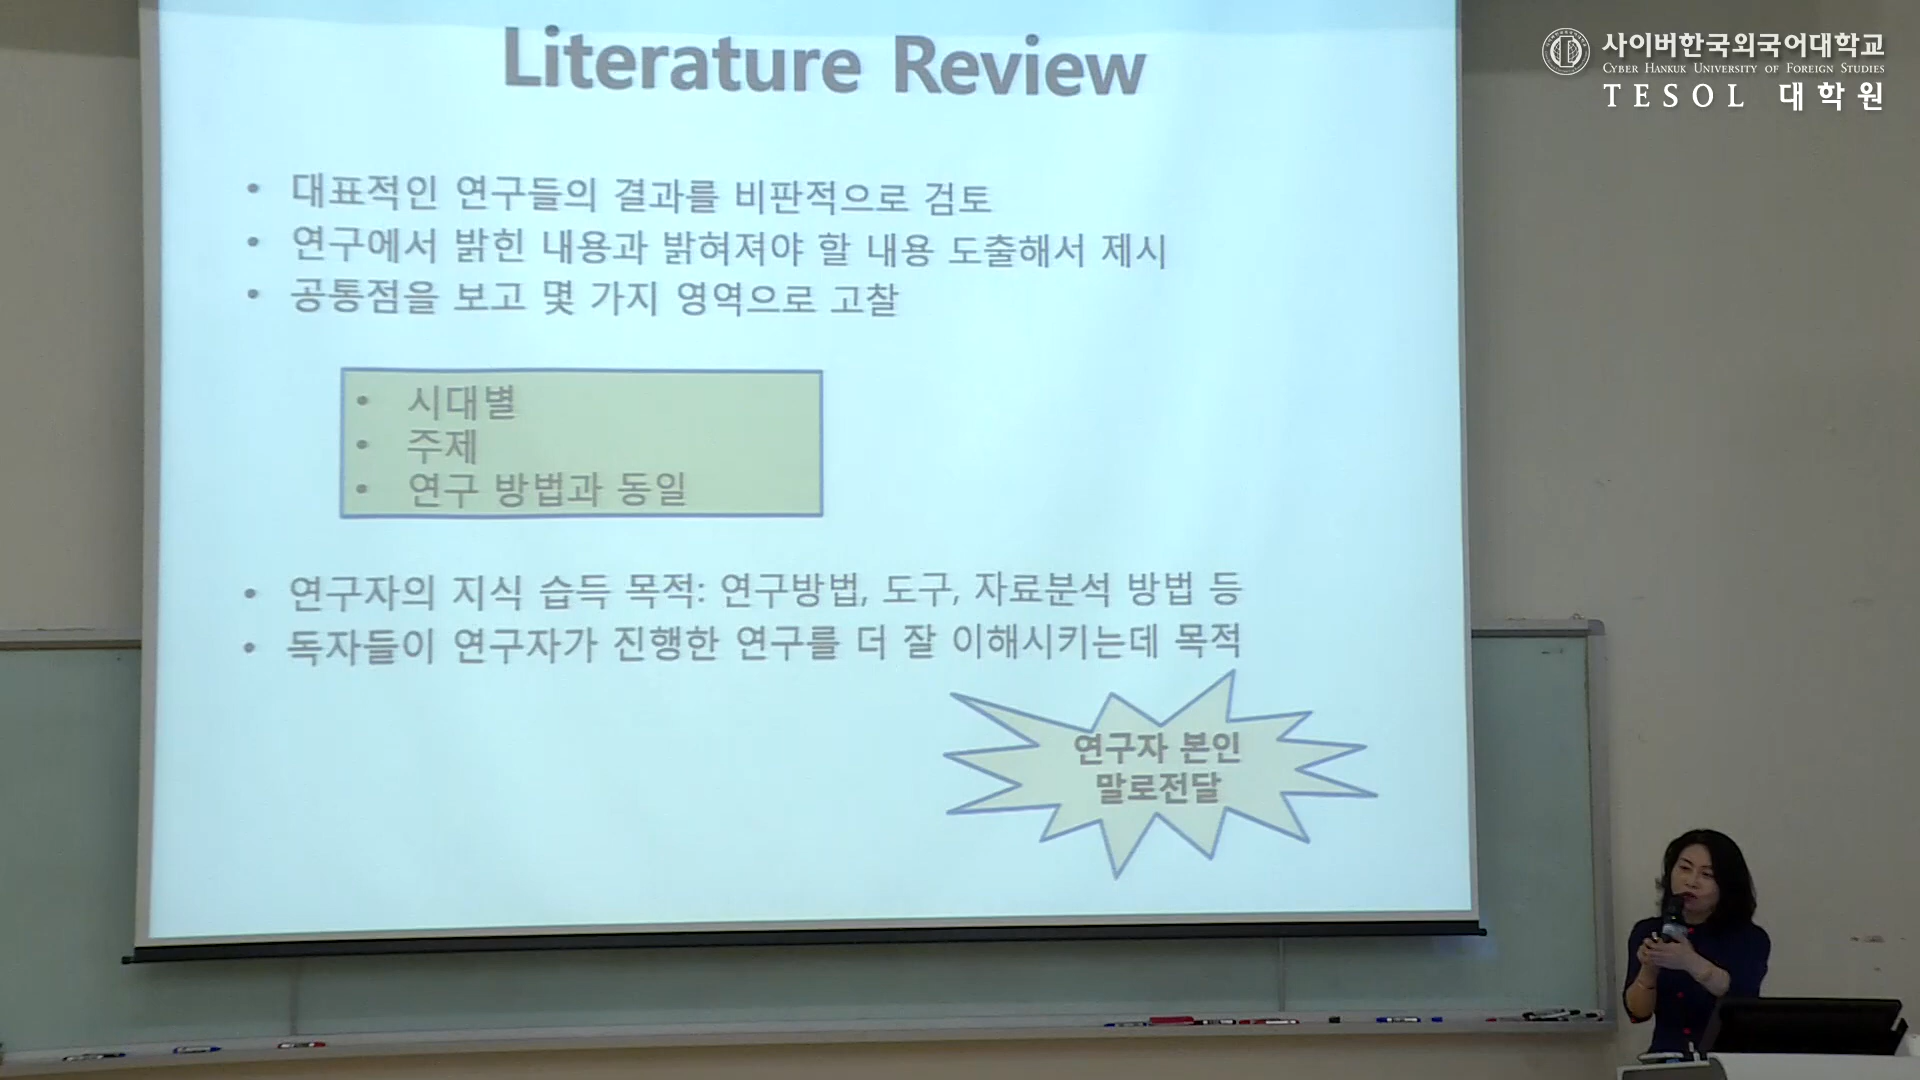 Literature Review
사이버한국외국어대학교
CYBER HANKUK UNIVERSITY OF FOREIGN STUDIES
TESOL 대학원
• 대표적인 연구들의 결과를 비판적으로 검토
• 연구에서 밝힌 내용과 밝혀져야 할 내용 도출해서 제시
• 공통점을 보고 몇 가지 영역으로 고찰
• 시대별
• 주제
• 연구 방법과 동일
• 연구자의 지식 습득 목적: 연구방법, 도구, 자료분석 방법 등
• 독자들이 연구자가 진행한 연구를 더 잘 이해시키는데 목적
연구자 본인
말로전달